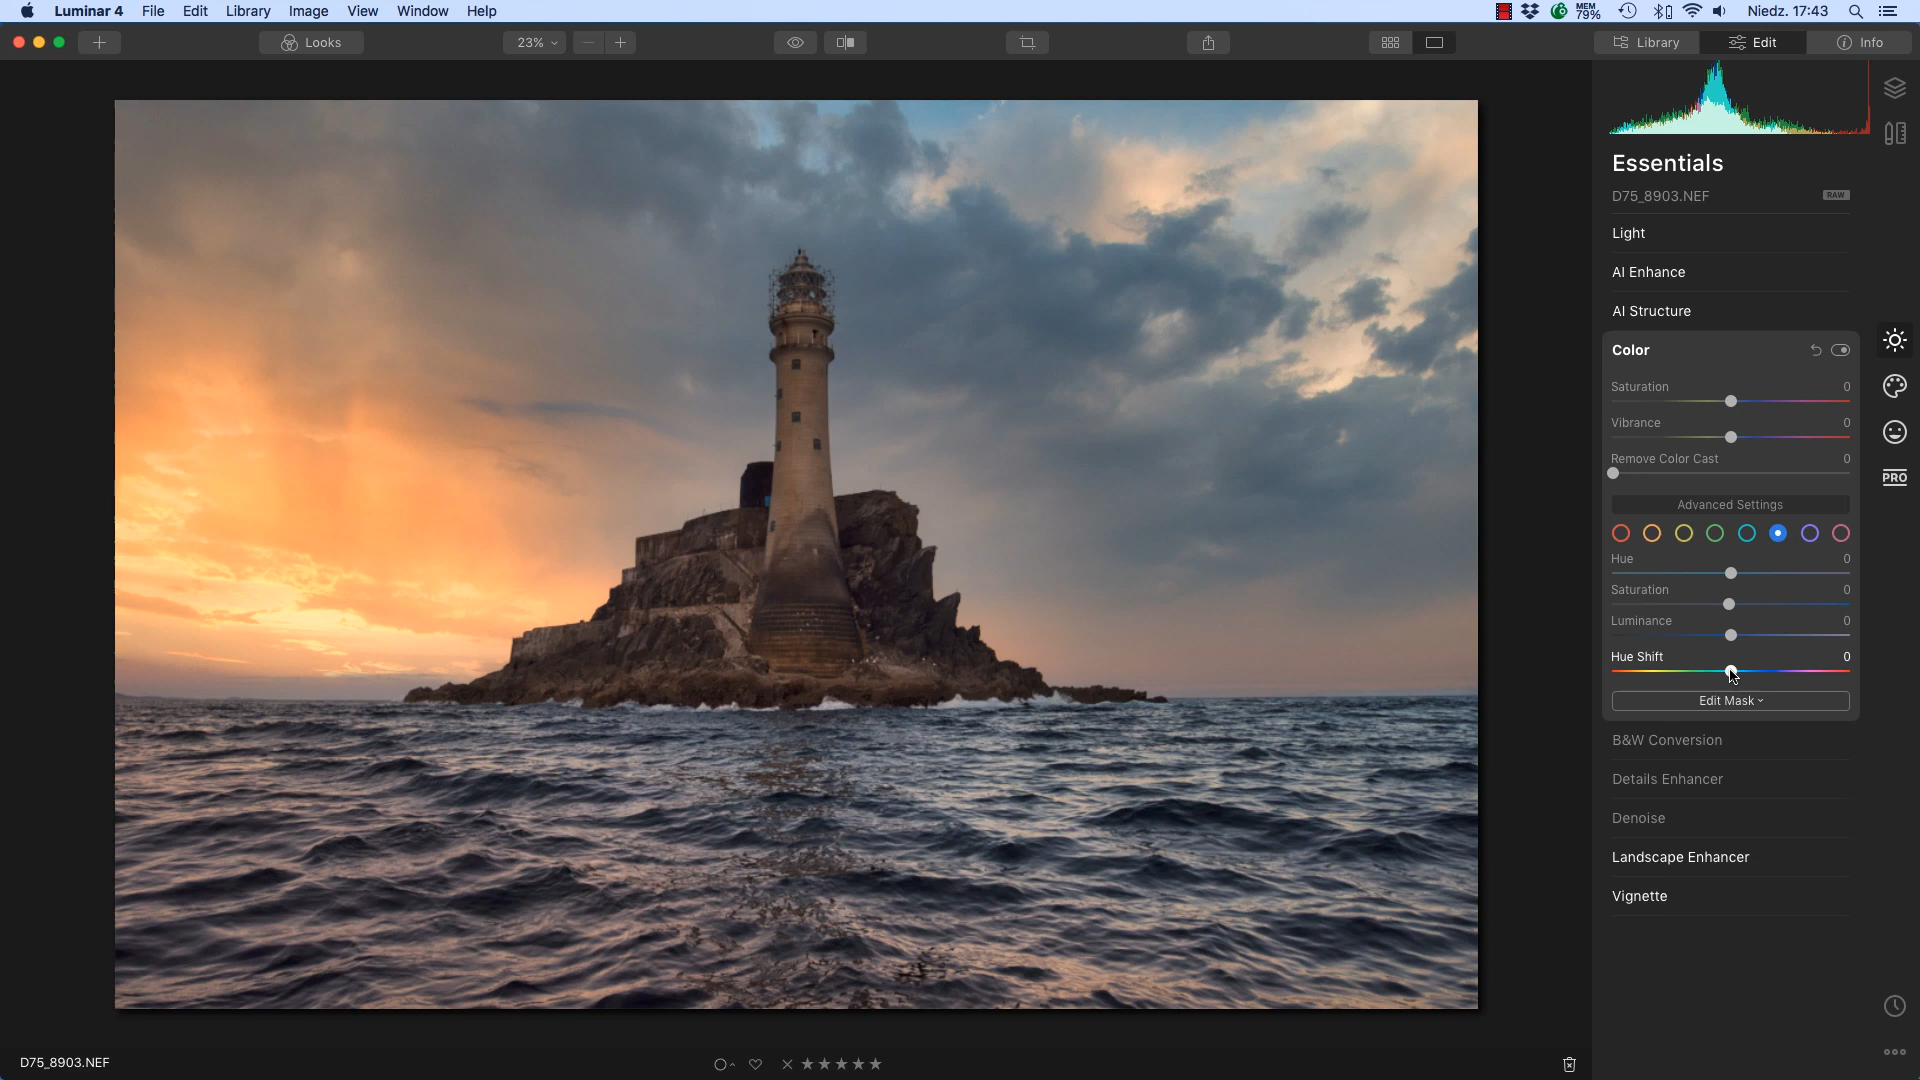 Luminar 4 File Edit Library Image View Window Help MEM 79% Niedz. 17:43
Looks 23% Library Edit Info
Essentials
D75_8903.NEF RAW
Light
AI Enhance
AI Structure
Color
Saturation 0
Vibrance 0
Remove Color Cast 0
Advanced Settings
Hue 0
Saturation 0
Luminance 0
Hue Shift 0
Edit Mask
B&W Conversion
Details Enhancer
Denoise
Landscape Enhancer
Vignette
PRO
D75_8903.NEF